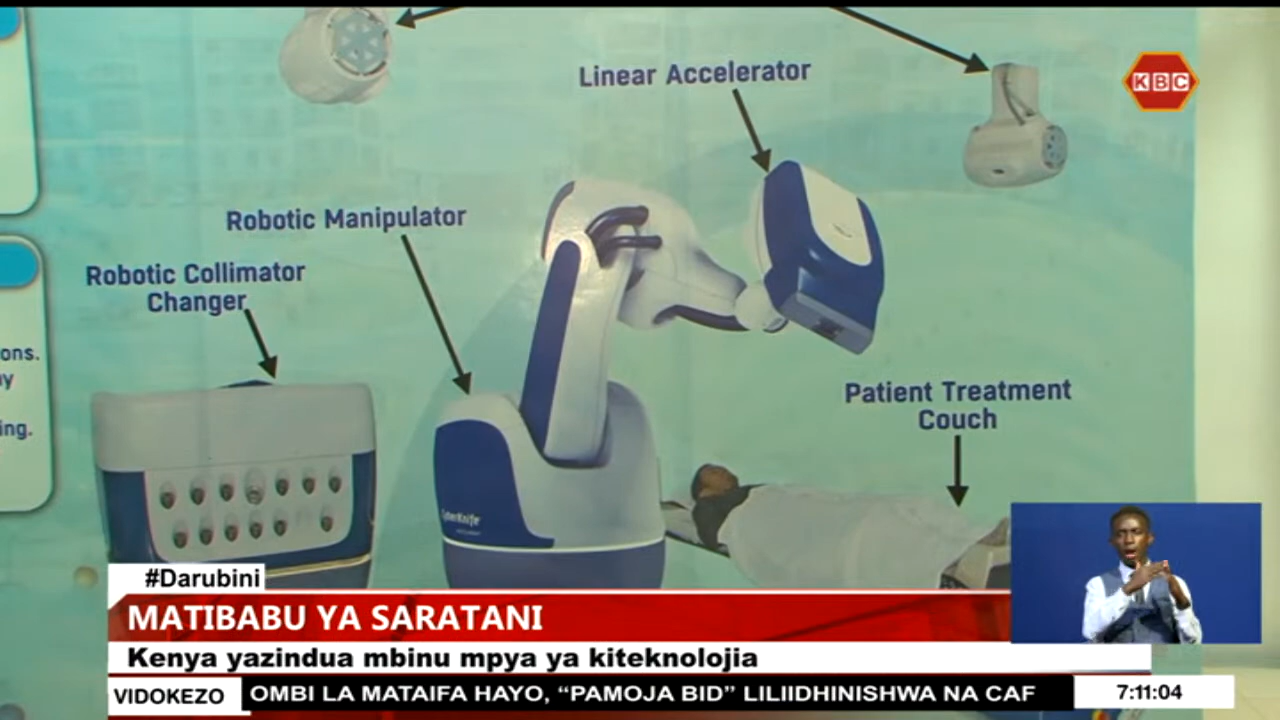 Linear Accelerator
KBC
Robotic Manipulator
Robotic Collimator
Changer
ons.
ing.
Patient Treatment
Couch
CyberKnife
#Darubini
MATIBABU YA SARATANI
Kenya yazindua mbinu mpya ya kiteknolojia
VIDOKEZO
OMBI LA MATAIFA HAYO, “PAMOJA BID” LILIIDHINISHWA NA CAF
7:11:04